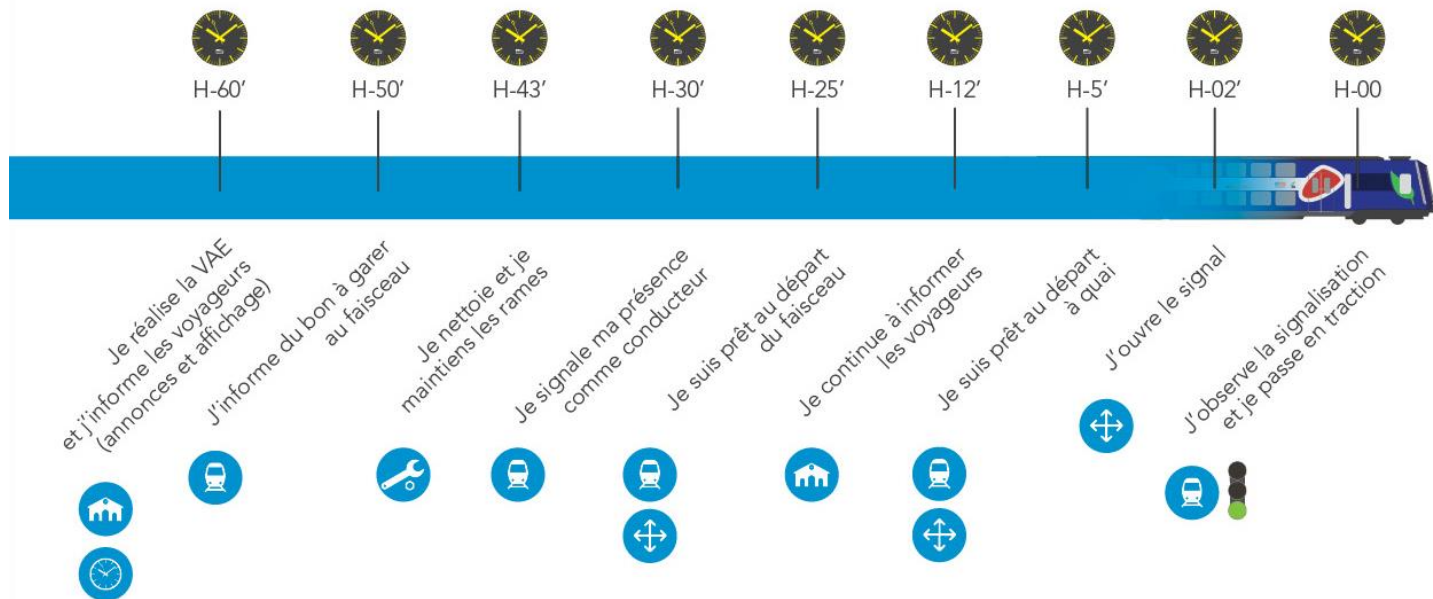 H-60'
H-50'
H-43'
H-30'
H-25'
H-12'
H-5'
H-02'
H-00
Je réalise la VAE
et j'informe les voyageurs
(annonces et affichage)
J'informe du bon à garer
au faisceau
Je nettoie et je
maintiens les rames
Je signale ma présence
comme conducteur
Je suis prêt au départ
du faisceau
Je continue à informer
les voyageurs
Je suis prêt au départ
à quai
J'ouvre le signal
J'observe la signalisation
et je passe en traction